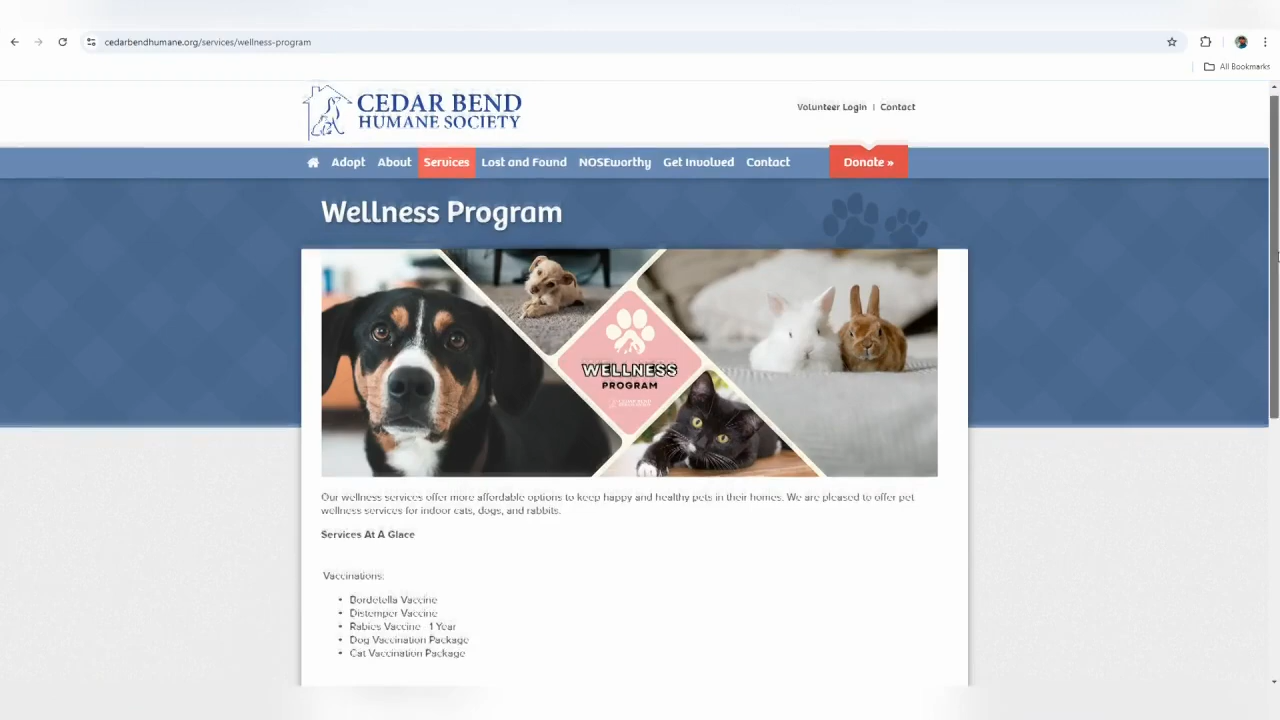 cedarbendhumane.org/services/wellness-program
All Bookmarks
CEDAR BEND
HUMANE SOCIETY
Volunteer Login | Contact
Adopt About Services Lost and Found NOSEworthy Get Involved Contact Donate »
Wellness Program
WELLNESS
PROGRAM
Our wellness services offer more affordable options to keep happy and healthy pets in their homes. We are pleased to offer pet
wellness services for indoor cats, dogs, and rabbits.
Services At A Glace
Vaccinations:
• Bordetella Vaccine
• Distemper Vaccine
• Rabies Vaccine - 1 Year
• Dog Vaccination Package
• Cat Vaccination Package